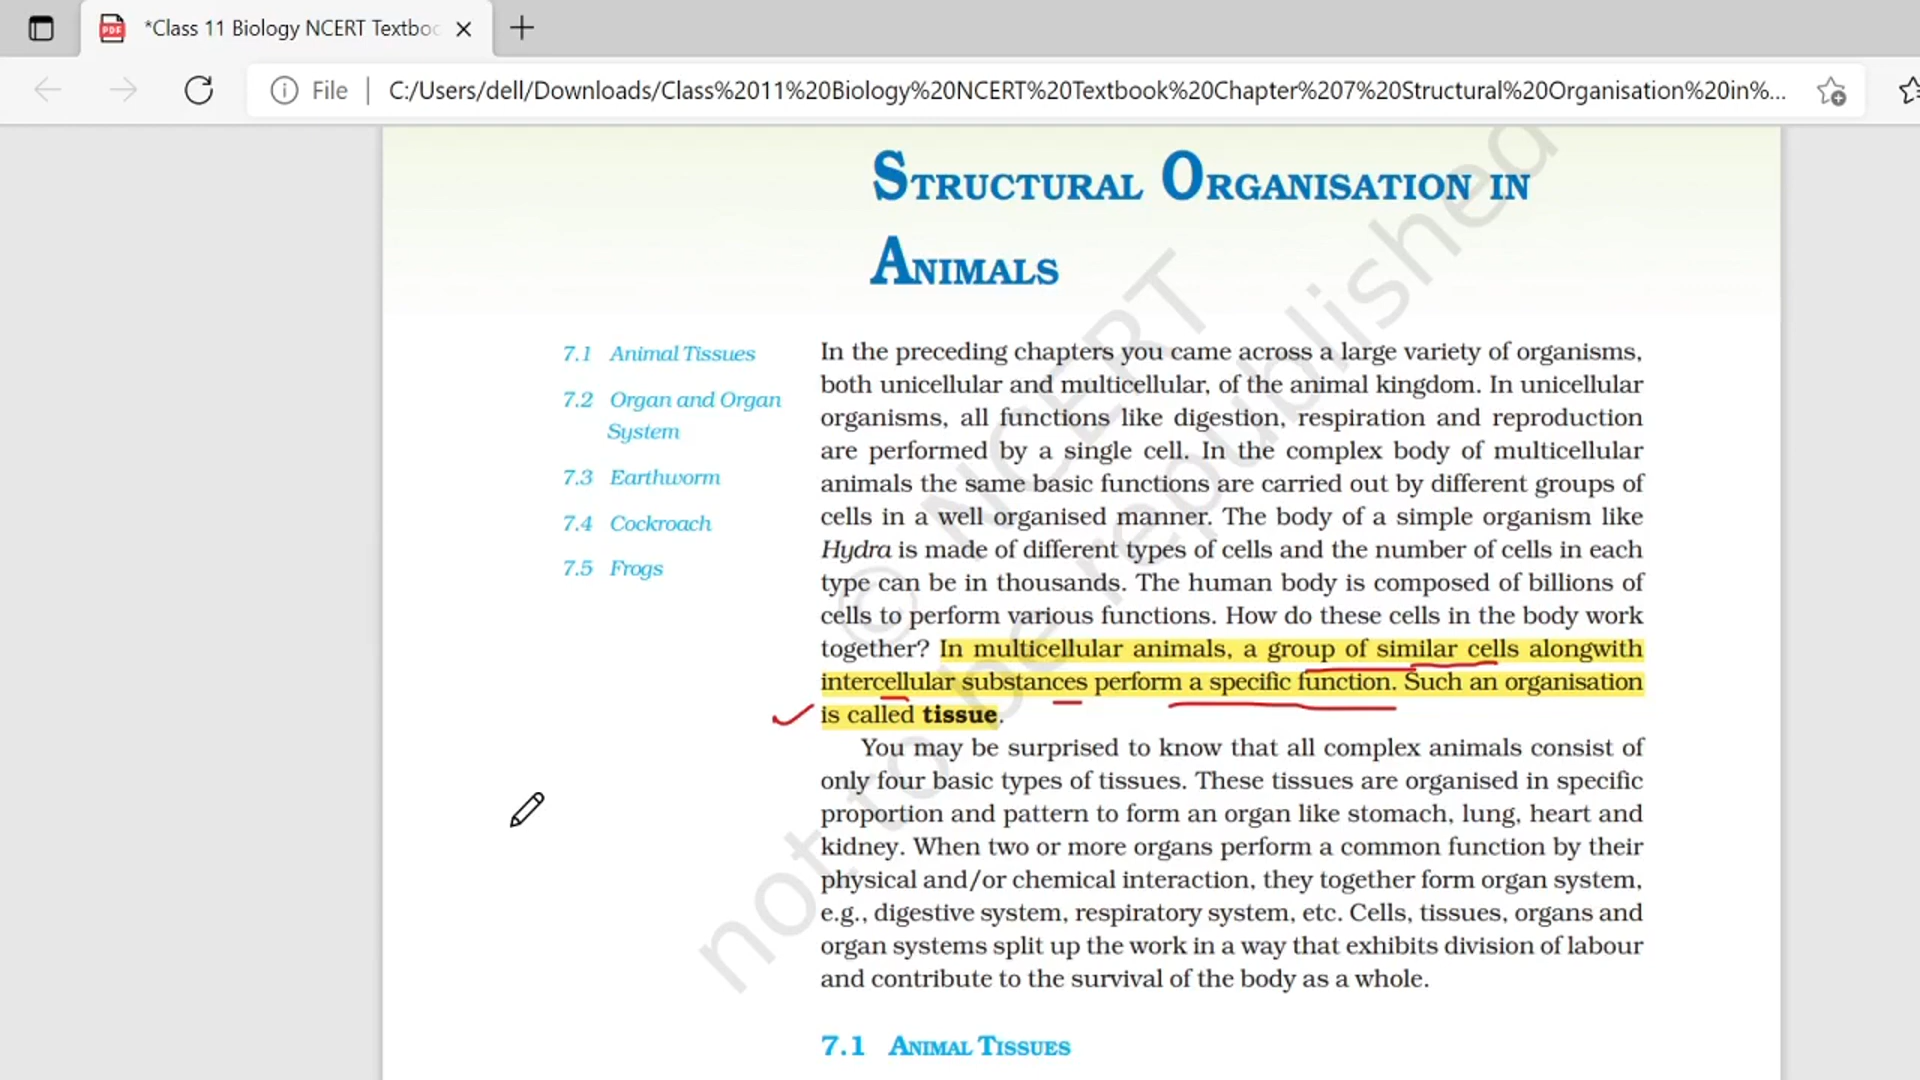 *Class 11 Biology NCERT Textboo
File
C:/Users/dell/Downloads/Class%2011%20Biology%20NCERT%20Textbook%20Chapter%207%20Structural%20Organisation%20in%...
STRUCTURAL ORGANISATION IN
ANIMALS
7.1 Animal Tissues
7.2 Organ and Organ
System
7.3 Earthworm
7.4 Cockroach
7.5 Frogs
In the preceding chapters you came across a large variety of organisms,
both unicellular and multicellular, of the animal kingdom. In unicellular
organisms, all functions like digestion, respiration and reproduction
are performed by a single cell. In the complex body of multicellular
animals the same basic functions are carried out by different groups of
cells in a well organised manner. The body of a simple organism like
Hydra is made of different types of cells and the number of cells in each
type can be in thousands. The human body is composed of billions of
cells to perform various functions. How do these cells in the body work
together? In multicellular animals, a group of similar cells alongwith
intercellular substances perform a specific function. Such an organisation
is called tissue.
You may be surprised to know that all complex animals consist of
only four basic types of tissues. These tissues are organised in specific
proportion and pattern to form an organ like stomach, lung, heart and
kidney. When two or more organs perform a common function by their
physical and/or chemical interaction, they together form organ system,
e.g., digestive system, respiratory system, etc. Cells, tissues, organs and
organ systems split up the work in a way that exhibits division of labour
and contribute to the survival of the body as a whole.
7.1 ANIMAL TISSUES
© NCERT
not to be republished